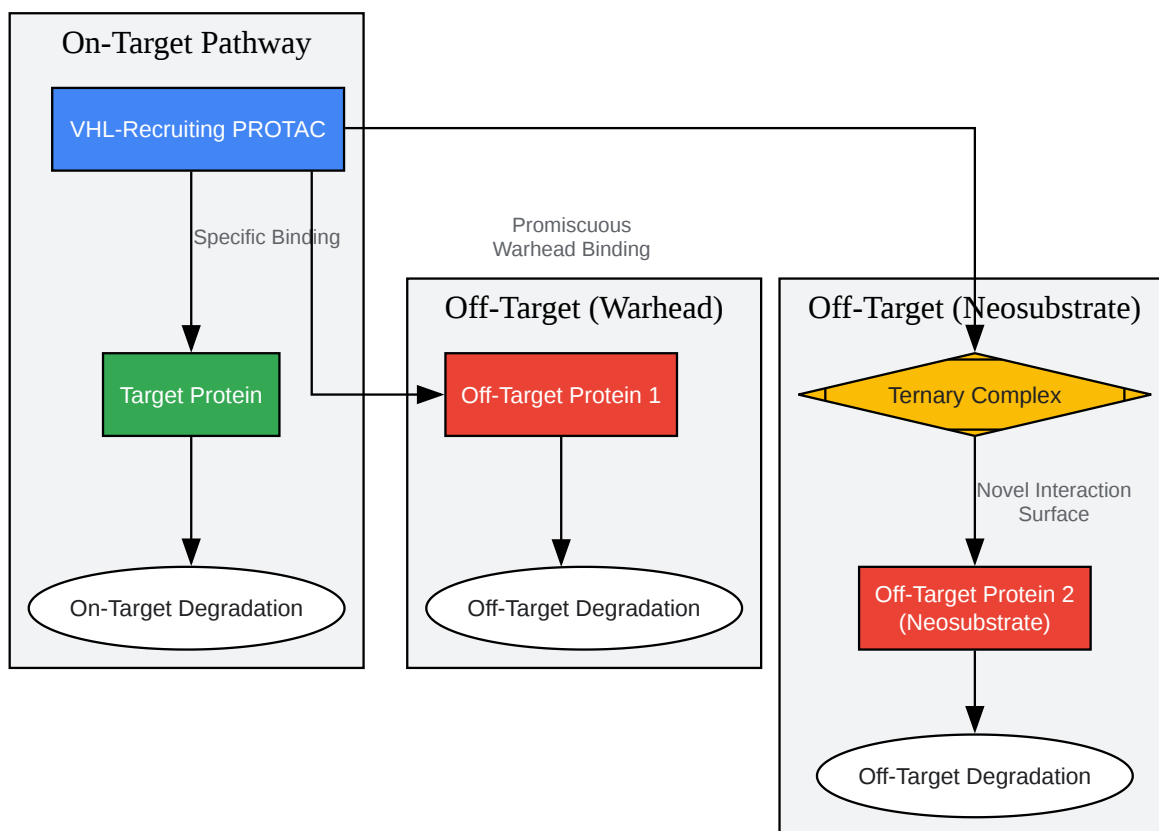 On-Target Pathway
VHL-Recruiting PROTAC
Specific Binding
Promiscuous
Warhead Binding
Off-Target (Warhead)
Off-Target (Neosubstrate)
Target Protein
Off-Target Protein 1
Ternary Complex
Novel Interaction
Surface
On-Target Degradation
Off-Target Degradation
Off-Target Protein 2
(Neosubstrate)
Off-Target Degradation